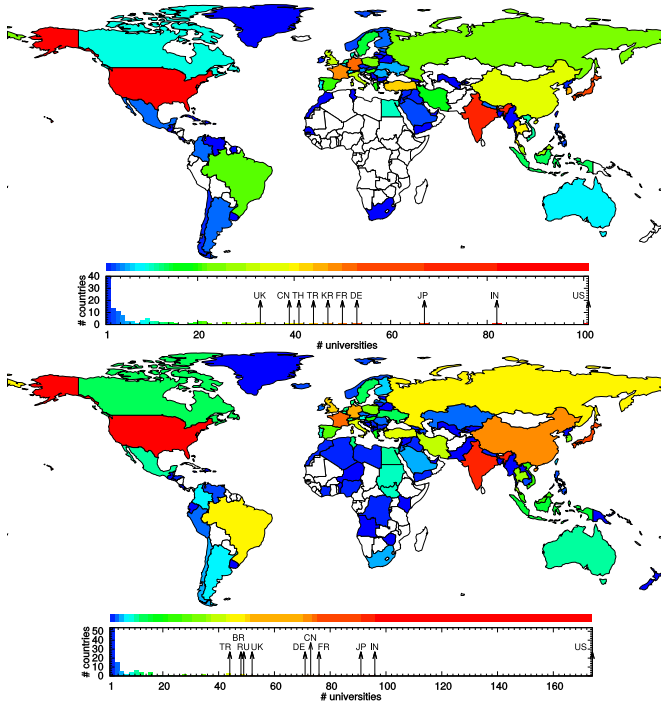 # countries
40
30
20
10
0
UK CN TH TR KR FR DE JP IN US
1 20 40 60 80 100
# universities
# countries
50
40
30
20
10
0
BR CN
TR RU UK DE FR JP IN US
1 20 40 60 80 100 120 140 160
# universities